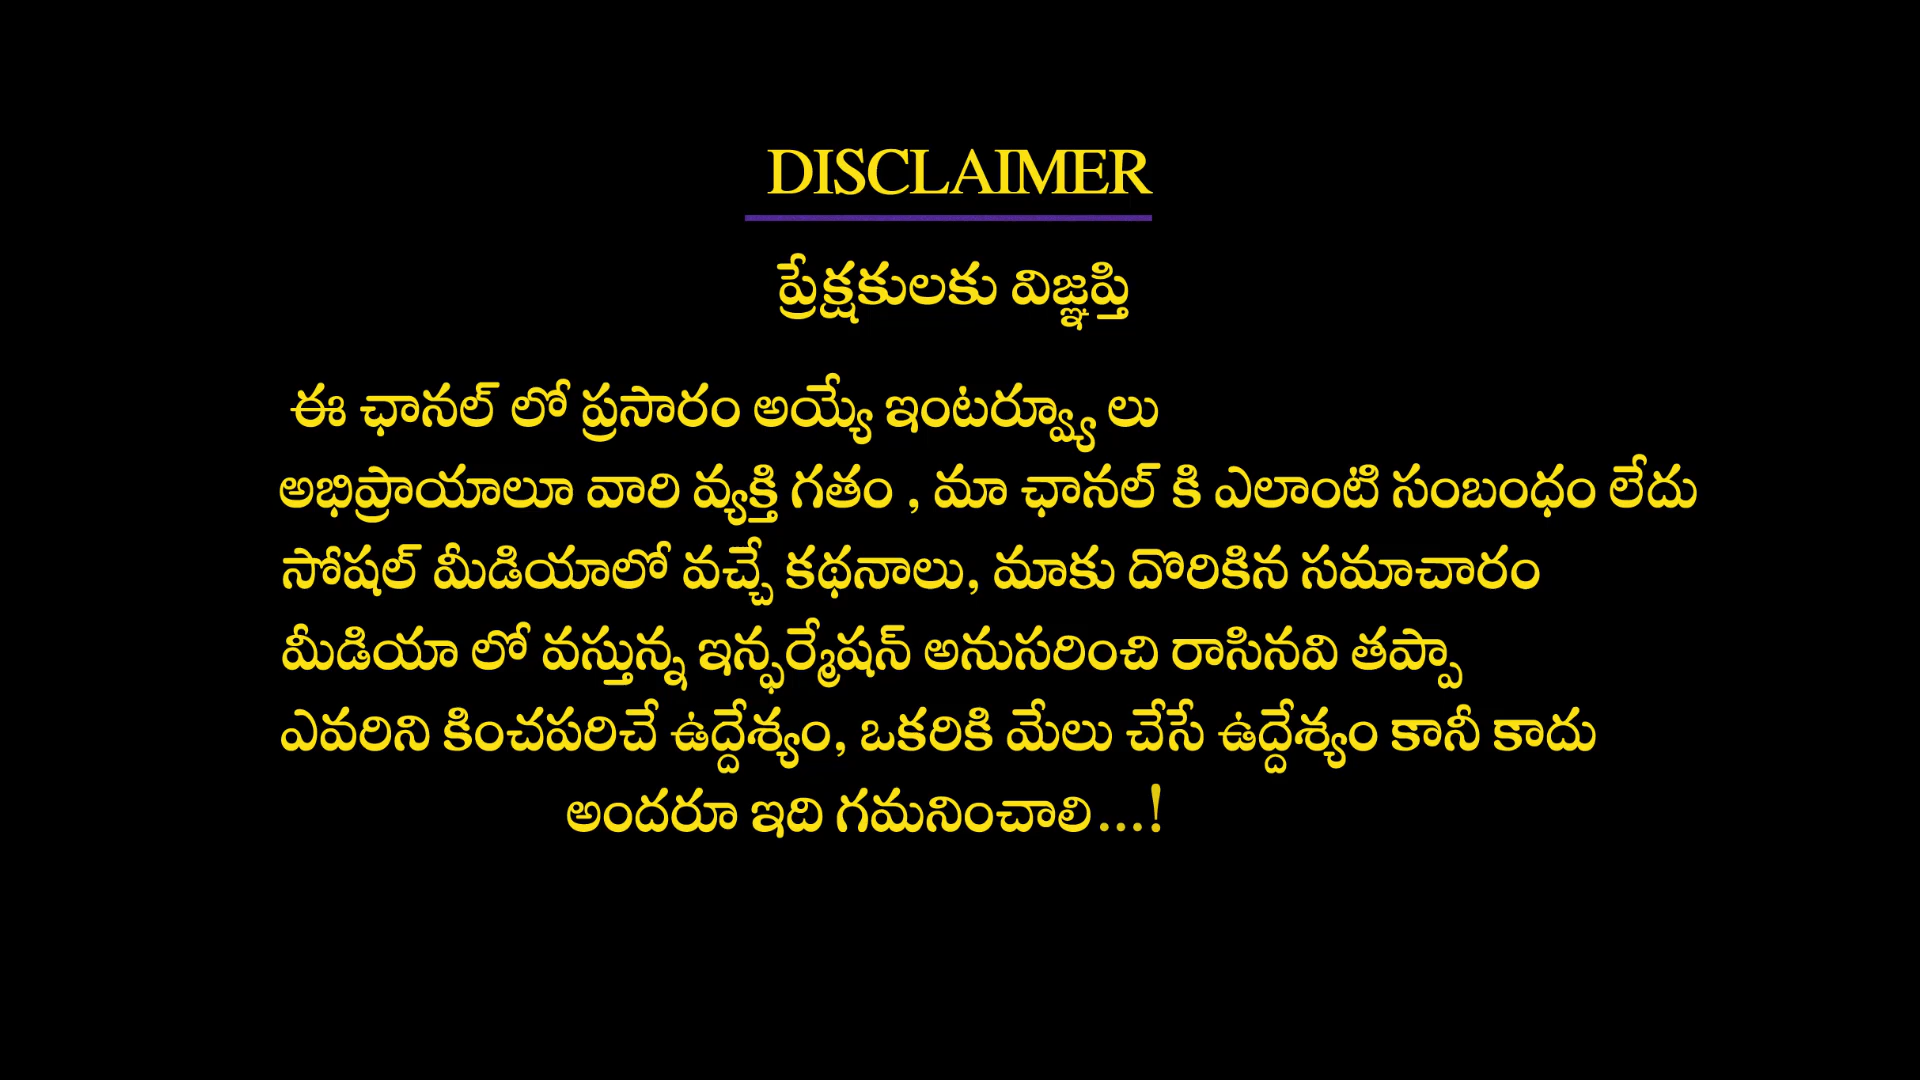 DISCLAIMER
ప్రేక్షకులకు విజ్ఞప్తి
ఈ ఛానల్ లో ప్రసారం అయ్యే ఇంటర్వ్యూ లు
అభిప్రాయాలూ వారి వ్యక్తి గతం , మా ఛానల్ కి ఎలాంటి సంబంధం లేదు
సోషల్ మీడియాలో వచ్చే కథనాలు, మాకు దొరికిన సమాచారం
మీడియా లో వస్తున్న ఇన్ఫర్మేషన్ అనుసరించి రాసినవి తప్పా
ఎవరిని కించపరిచే ఉద్దేశ్యం, ఒకరికి మేలు చేసే ఉద్దేశ్యం కానీ కాదు
అందరూ ఇది గమనించాలి...!